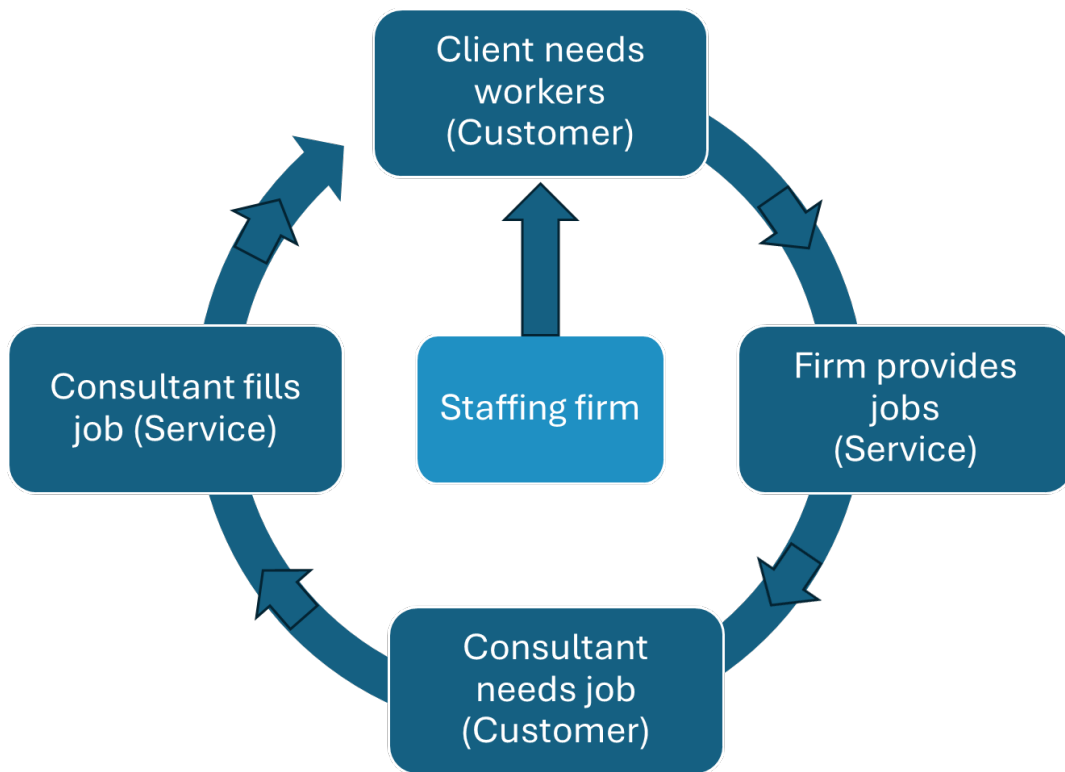 Client needs
workers
(Customer)
Firm provides
jobs
(Service)
Consultant
needs job
(Customer)
Consultant fills
job (Service)
Staffing firm